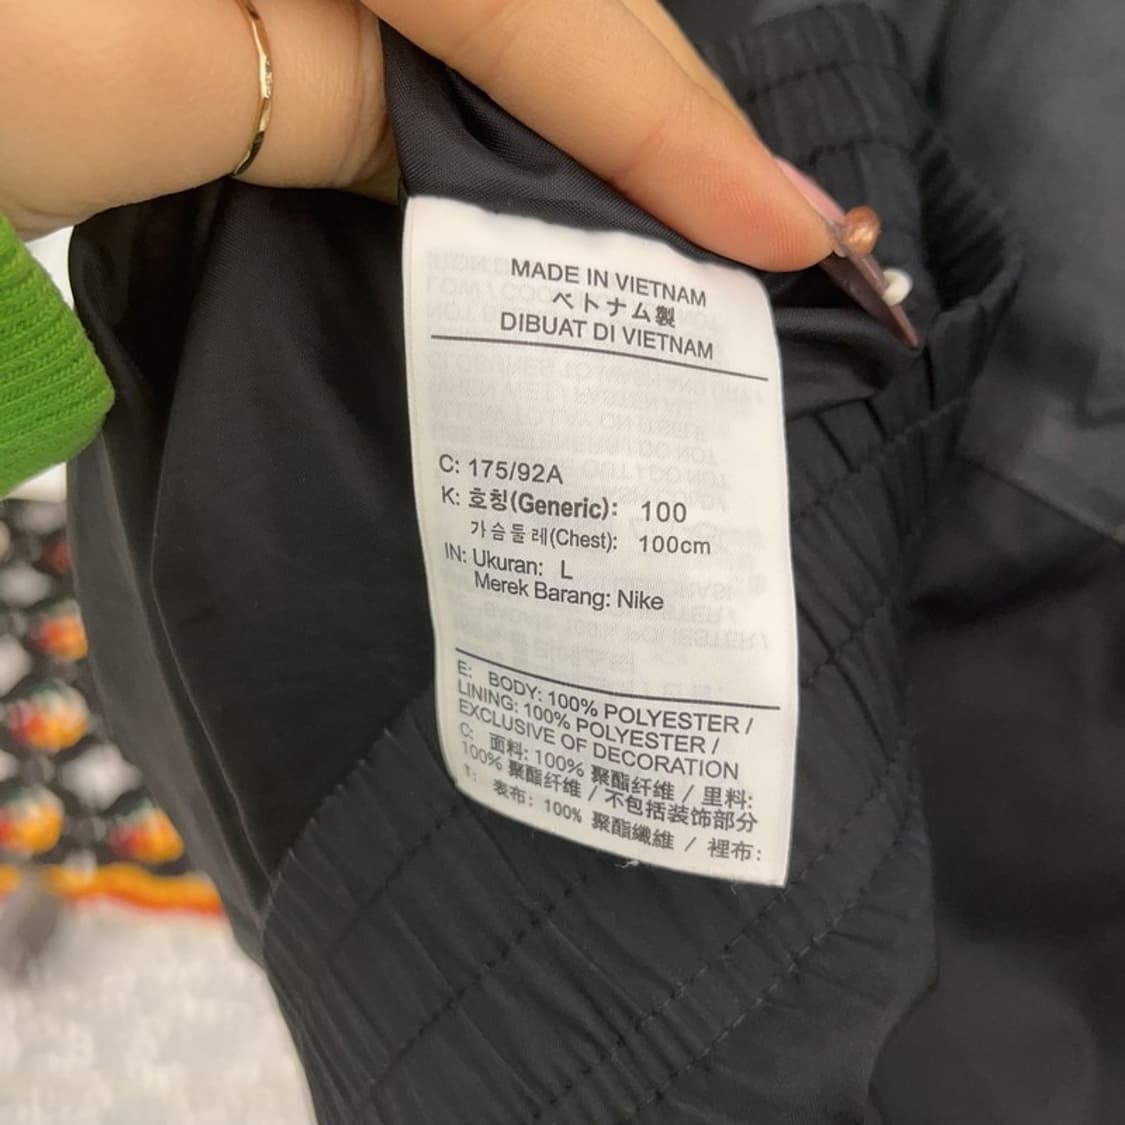 MADE IN VIETNAM
ベトナム製
DIBUAT DI VIETNAM
C: 175/92A
K: 호칭(Generic): 100
가슴둘레(Chest): 100cm
IN: Ukuran: L
Merek Barang: Nike
E: BODY: 100% POLYESTER /
LINING: 100% POLYESTER /
EXCLUSIVE OF DECORATION
C: 面料: 100% 聚酯纤维 / 里料:
100% 聚酯纤维 / 不包括装饰部分
T: 表布: 100% 聚酯纖維 / 裡布: